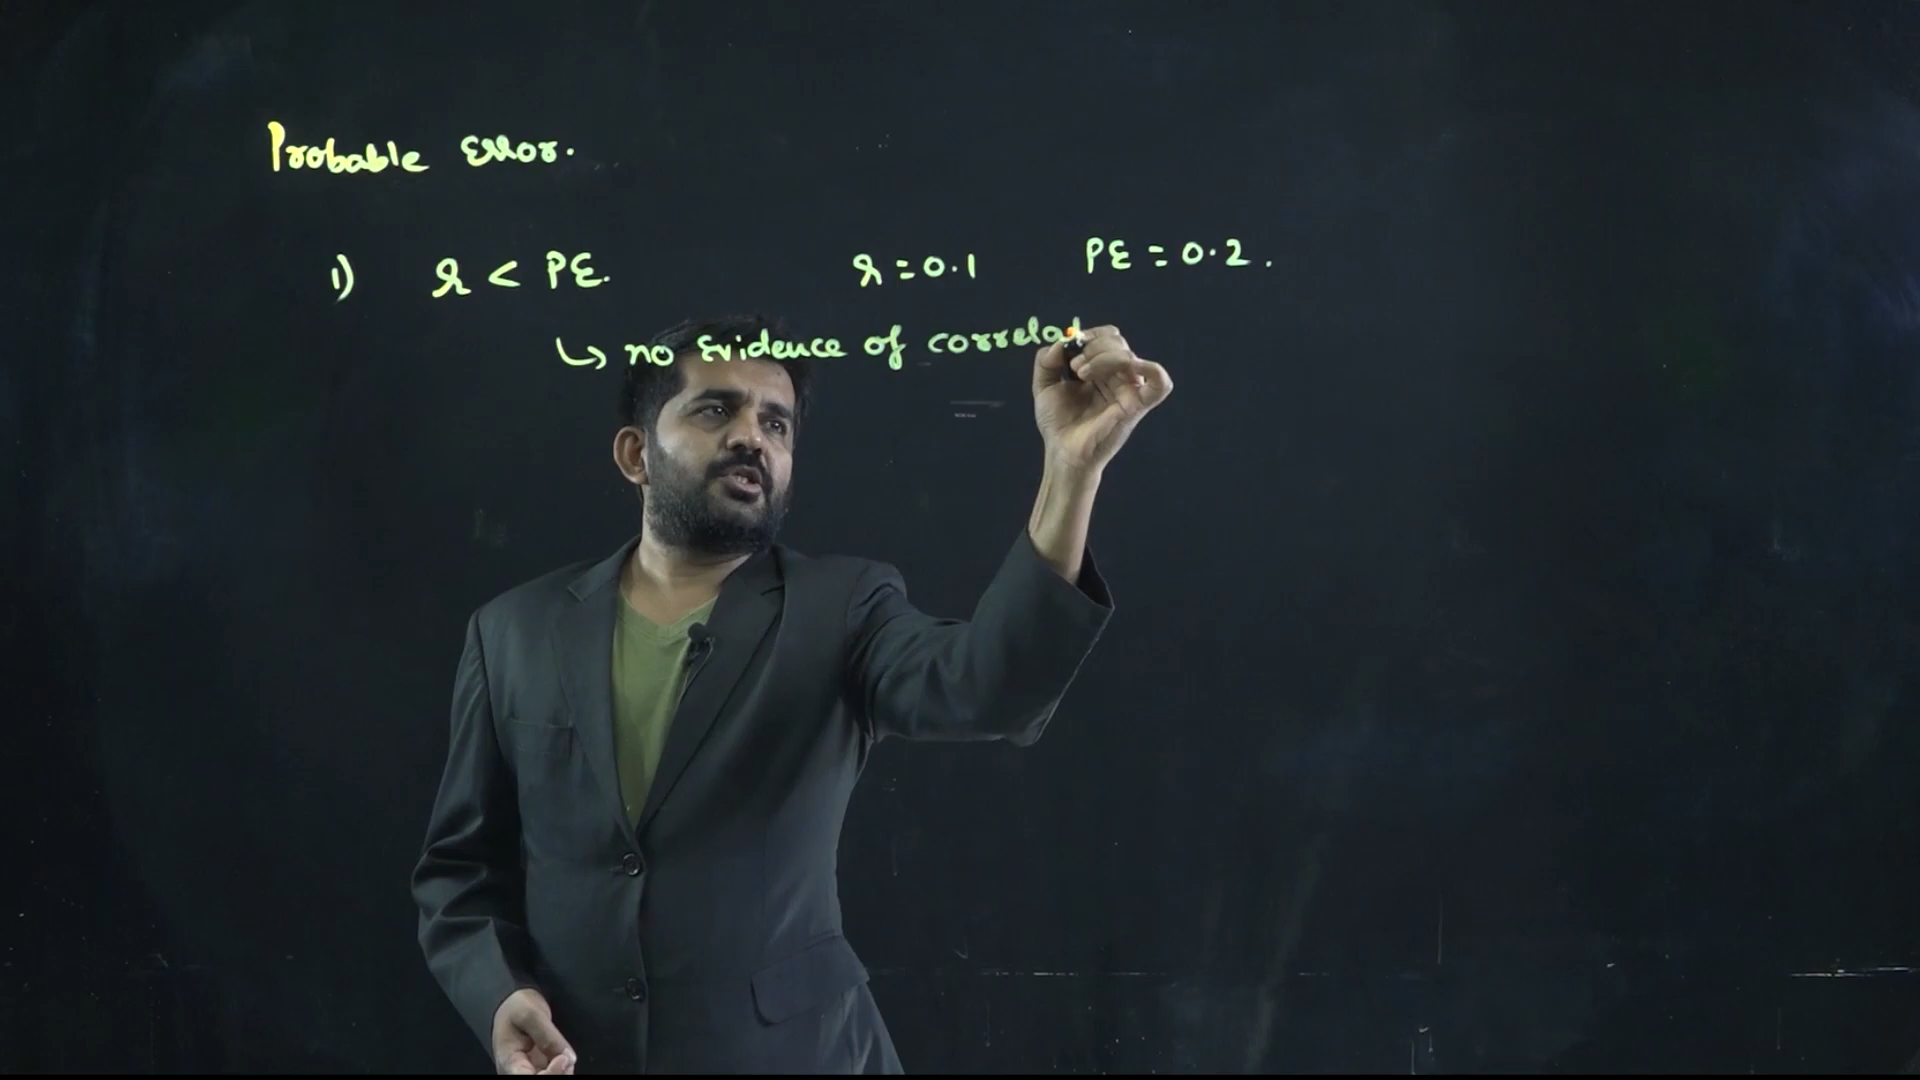 Probable Error.
1) r < PE. r = 0.1 PE = 0.2.
↳ no Evidence of correlat